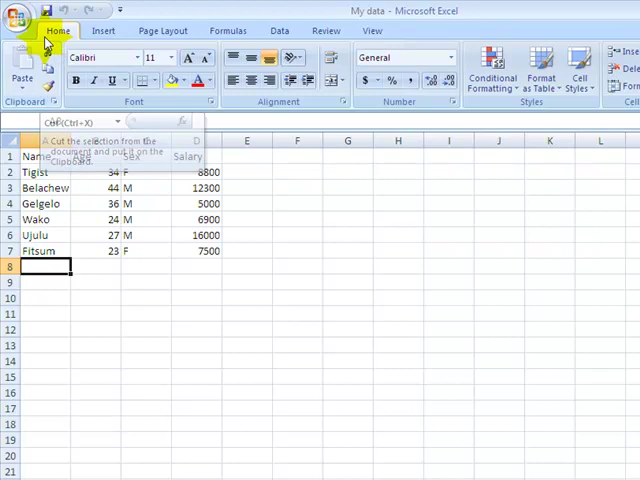 My data - Microsoft Excel
Home Insert Page Layout Formulas Data Review View
Calibri 11 General
Paste B I U $ % , Conditional Formatting Format as Table Cell Styles
Clipboard Font Alignment Number Styles
Cut (Ctrl+X)
Cut the selection from the
document and put it on the
Clipboard.
A B C D E F G H I J K L
1 Name Age Sex Salary
2 Tigist 34 F 8800
3 Belachew 44 M 12300
4 Gelgelo 36 M 5000
5 Wako 24 M 6900
6 Ujulu 27 M 16000
7 Fitsum 23 F 7500
8
9
10
11
12
13
14
15
16
17
18
19
20
21